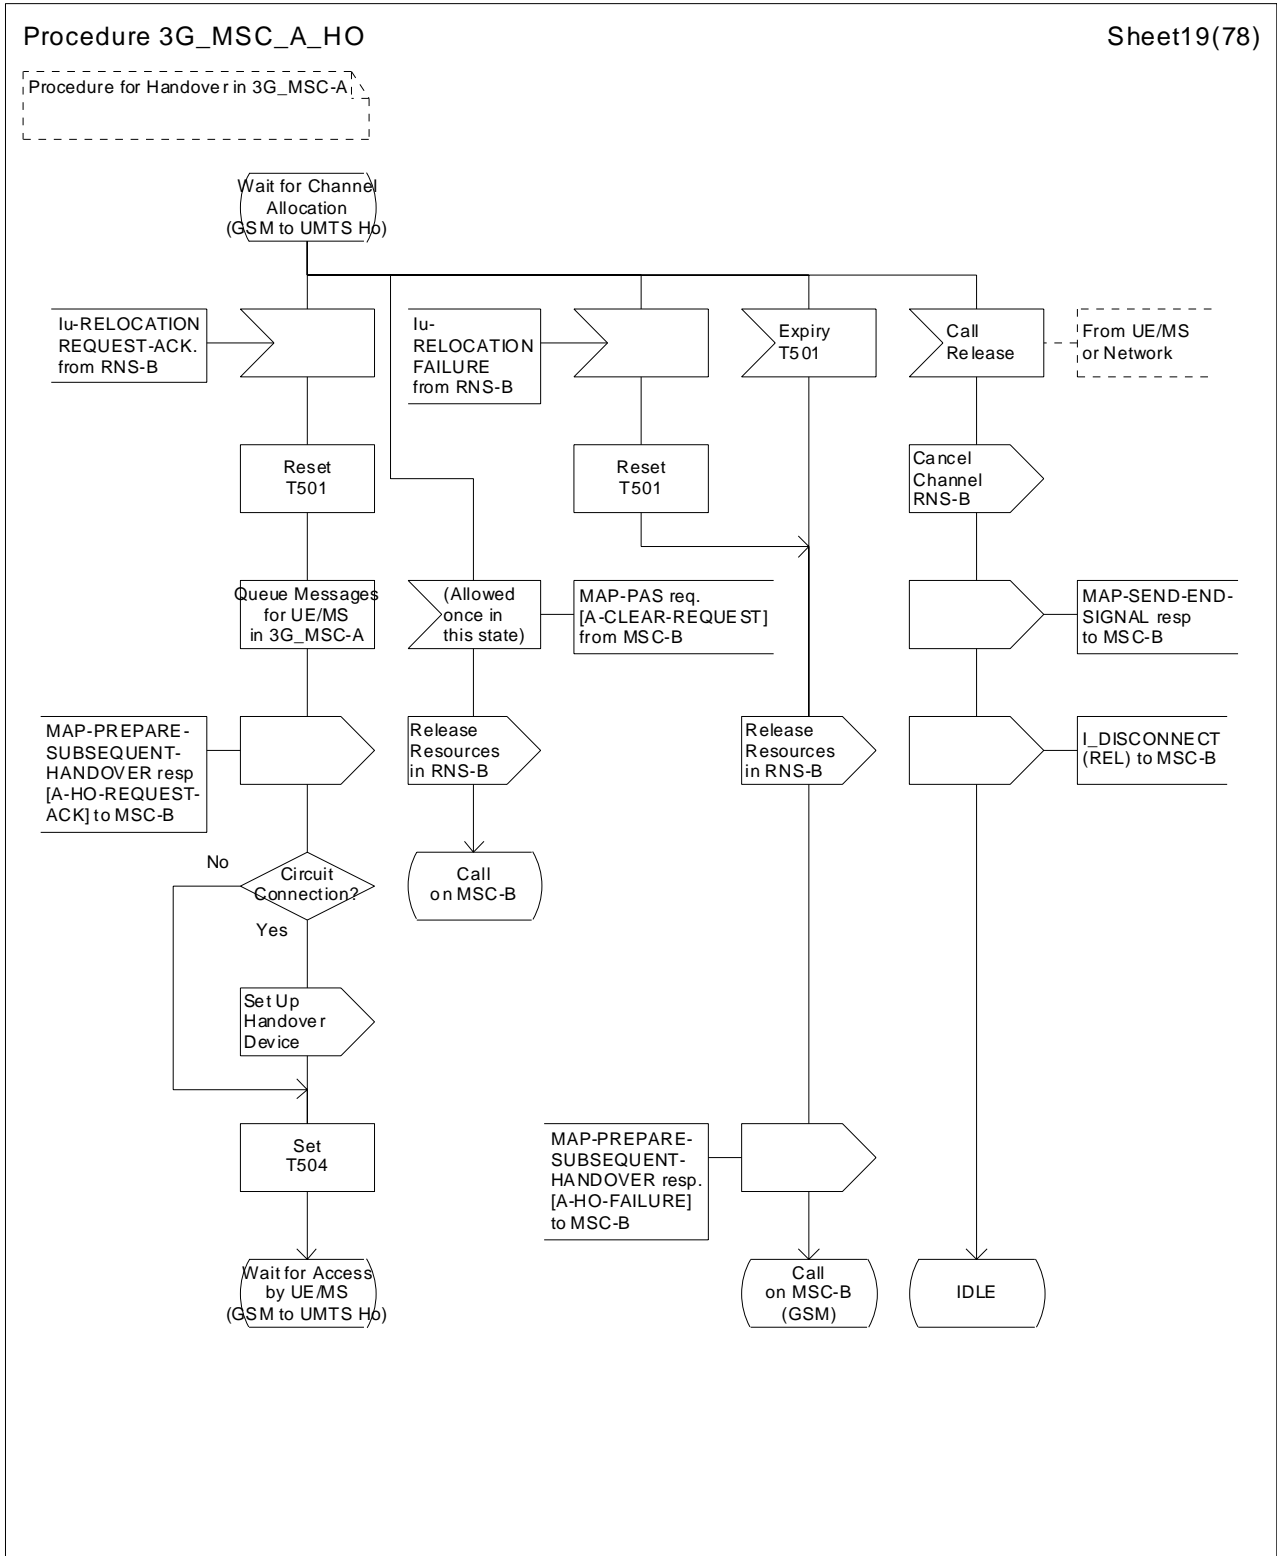 Procedure 3G_MSC_A_HO
Sheet19(78)
Procedure for Handover in 3G_MSC-A
Wait for Channel
Allocation
(GSM to UMTS Ho)
Iu-RELOCATION
REQUEST-ACK.
from RNS-B
Iu-
RELOCATION
FAILURE
from RNS-B
Expiry
T501
Call
Release
From UE/MS
or Network
Reset
T501
Reset
T501
Cancel
Channel
RNS-B
Queue Messages
for UE/MS
in 3G_MSC-A
(Allowed
once in
this state)
MAP-PAS req.
[A-CLEAR-REQUEST]
from MSC-B
MAP-SEND-END-
SIGNAL resp
to MSC-B
MAP-PREPARE-
SUBSEQUENT-
HANDOVER resp
[A-HO-REQUEST-
ACK] to MSC-B
Release
Resources
in RNS-B
Release
Resources
in RNS-B
I_DISCONNECT
(REL) to MSC-B
No
Circuit
Connection?
Yes
Call
on MSC-B
Set Up
Handover
Device
Set
T504
MAP-PREPARE-
SUBSEQUENT-
HANDOVER resp.
[A-HO-FAILURE]
to MSC-B
Wait for Access
by UE/MS
(GSM to UMTS Ho)
Call
on MSC-B
(GSM)
IDLE